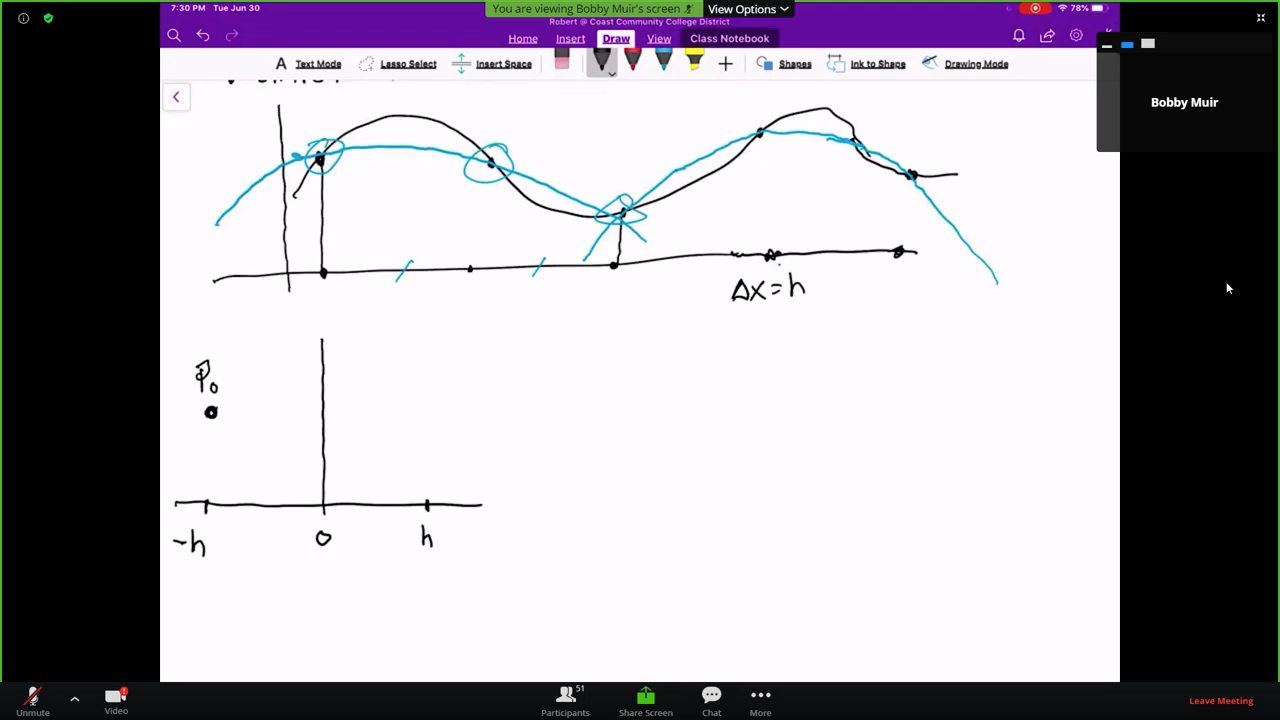 You are viewing Bobby Muir's screen
View Options
7:30 PM Tue Jun 30
Robert @ Coast Community College District
78%
Home
Insert
Draw
View
Class Notebook
Text Mode
Lasso Select
Insert Space
Shapes
Ink to Shape
Drawing Mode
Bobby Muir
Δx = h
P₀
-h
0
h
Unmute
Video
51
Participants
Share Screen
Chat
More
Leave Meeting